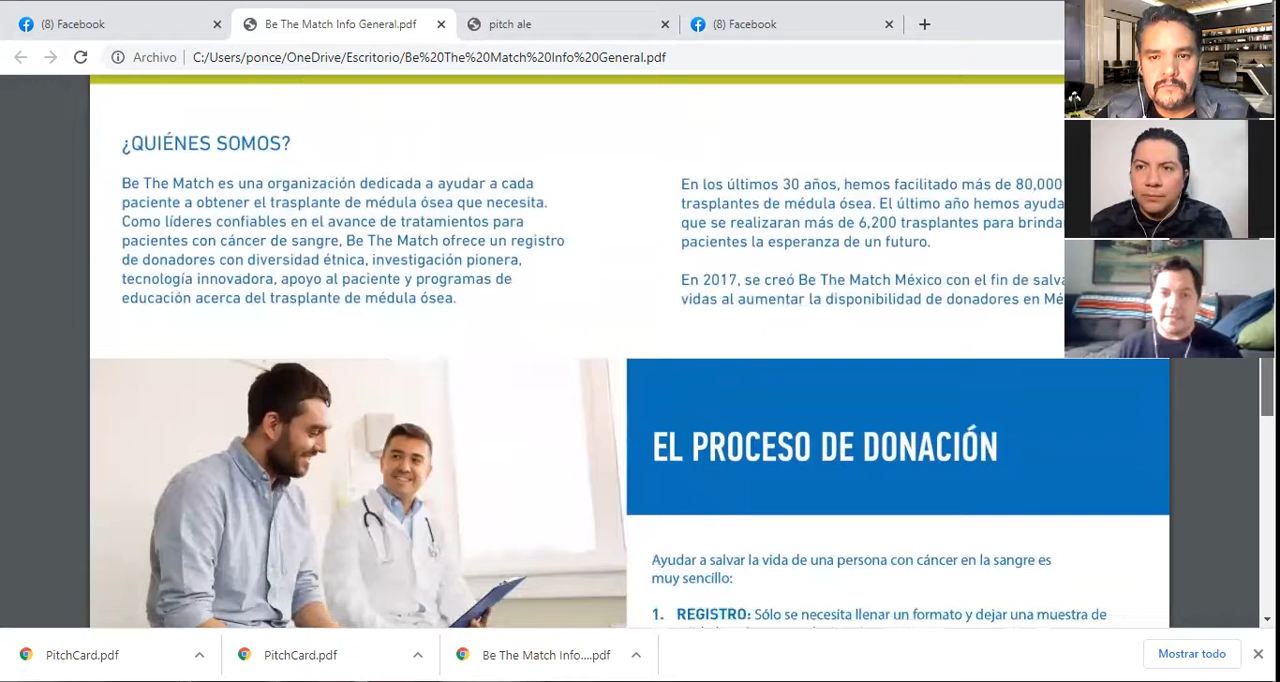 (8) Facebook
Be The Match Info General.pdf
pitch ale
(8) Facebook
Archivo
C:/Users/ponce/OneDrive/Escritorio/Be%20The%20Match%20Info%20General.pdf
¿QUIÉNES SOMOS?
Be The Match es una organización dedicada a ayudar a cada
paciente a obtener el trasplante de médula ósea que necesita.
Como líderes confiables en el avance de tratamientos para
pacientes con cáncer de sangre, Be The Match ofrece un registro
de donadores con diversidad étnica, investigación pionera,
tecnología innovadora, apoyo al paciente y programas de
educación acerca del trasplante de médula ósea.
En los últimos 30 años, hemos facilitado más de 80,000
trasplantes de médula ósea. El último año hemos ayuda
que se realizaran más de 6,200 trasplantes para brinda
pacientes la esperanza de un futuro.
En 2017, se creó Be The Match México con el fin de salva
vidas al aumentar la disponibilidad de donadores en Mé
EL PROCESO DE DONACIÓN
Ayudar a salvar la vida de una persona con cáncer en la sangre es
muy sencillo:
1. REGISTRO: Sólo se necesita llenar un formato y dejar una muestra de
PitchCard.pdf
PitchCard.pdf
Be The Match Info....pdf
Mostrar todo